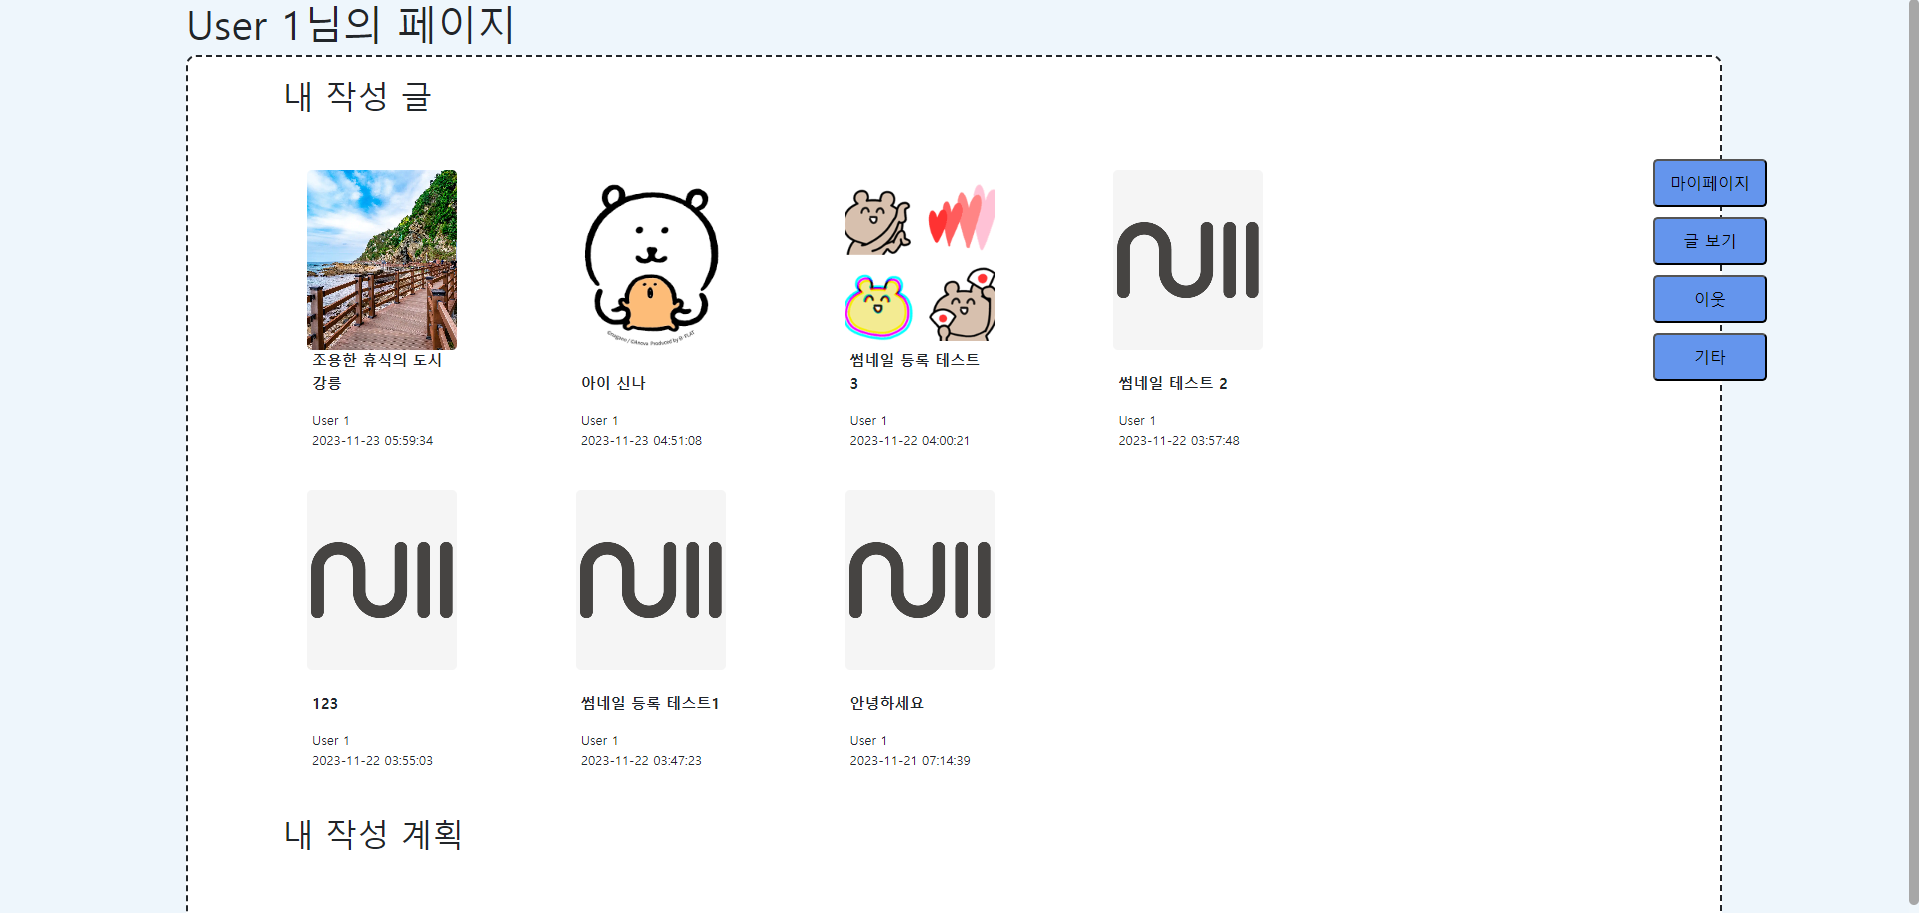 User 1님의 페이지
내 작성 글
조용한 휴식의 도시
강릉
User 1
2023-11-23 05:59:34
아이 신나
User 1
2023-11-23 04:51:08
썸네일 등록 테스트
3
User 1
2023-11-22 04:00:21
썸네일 테스트 2
User 1
2023-11-22 03:57:48
123
User 1
2023-11-22 03:55:03
썸네일 등록 테스트1
User 1
2023-11-22 03:47:23
안녕하세요
User 1
2023-11-21 07:14:39
내 작성 계획
마이페이지
글 보기
이웃
기타